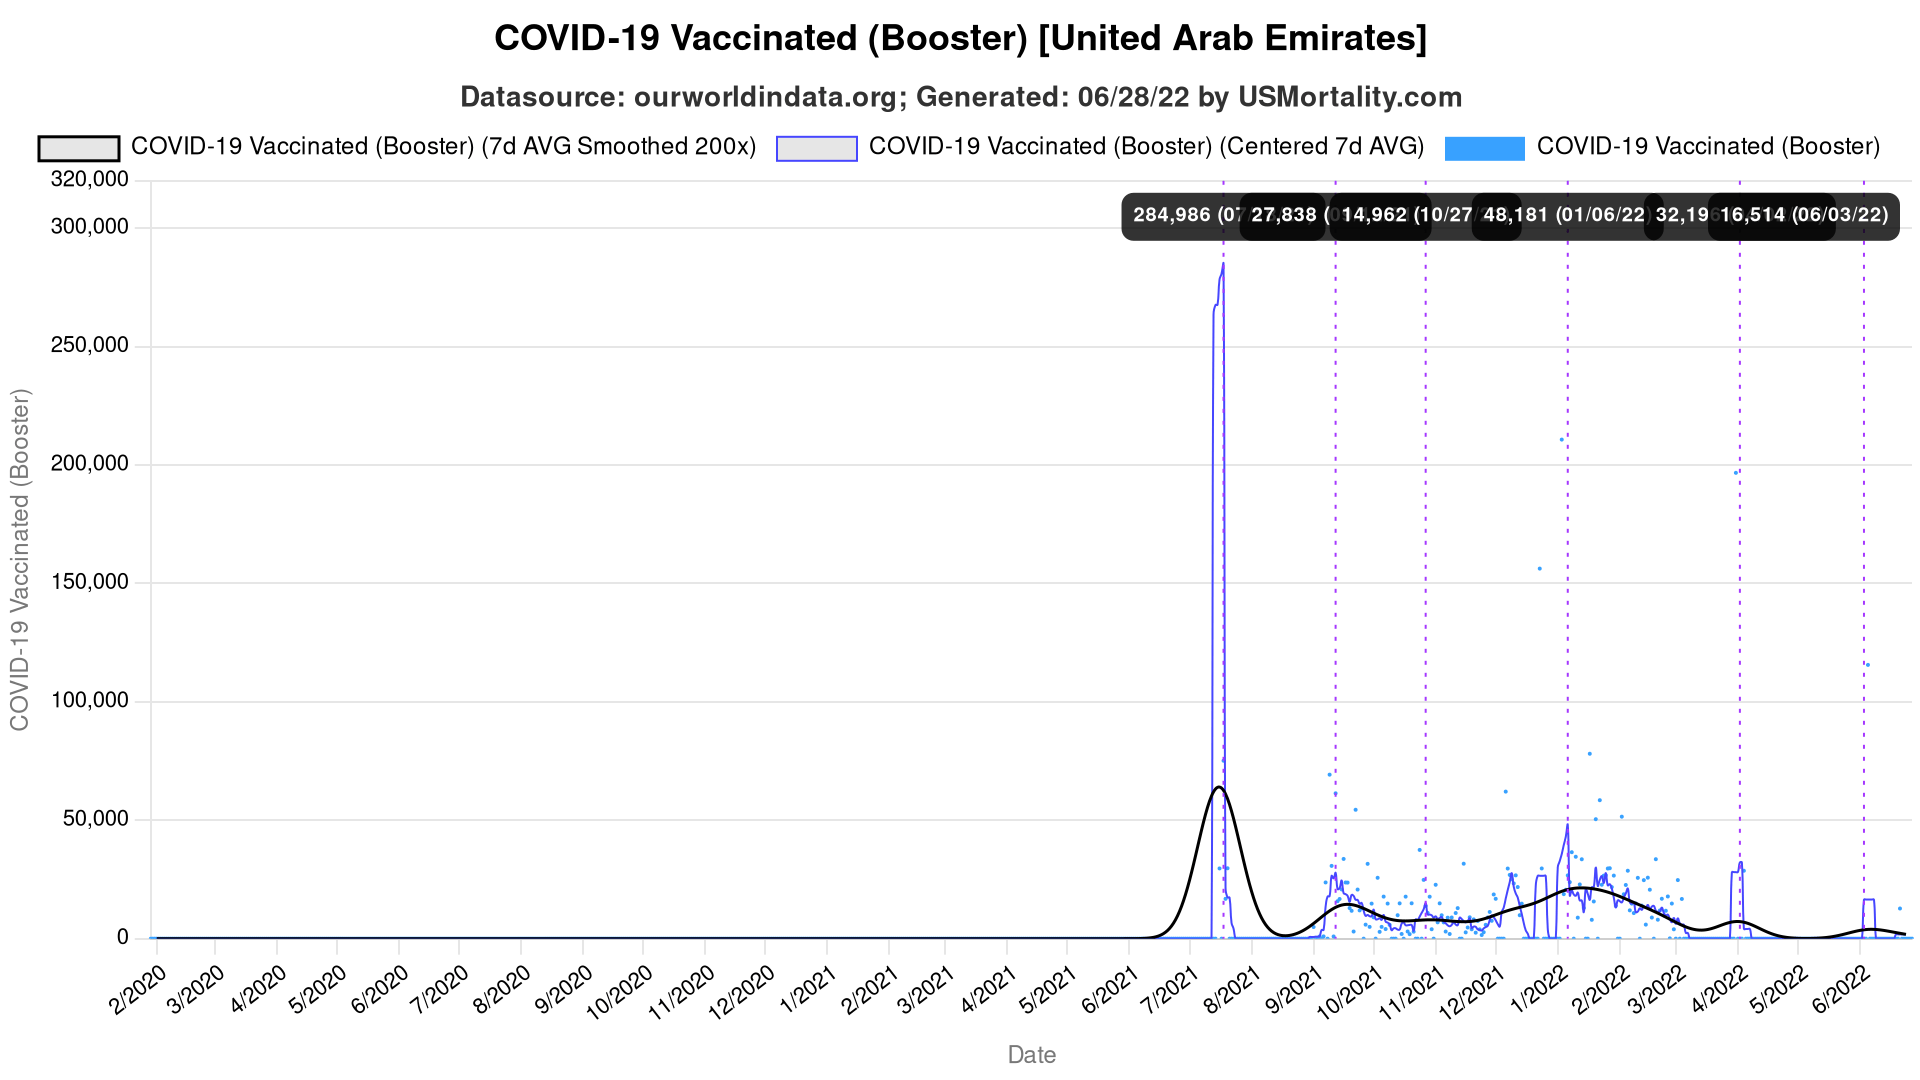 COVID-19 Vaccinated (Booster) [United Arab Emirates]
Datasource: ourworldindata.org; Generated: 06/28/22 by USMortality.com
COVID-19 Vaccinated (Booster) (7d AVG Smoothed 200x) COVID-19 Vaccinated (Booster) (Centered 7d AVG) COVID-19 Vaccinated (Booster)
284,986 (07 27,838 ( 14,962 (10/27/ 48,181 (01/06/22) 32,196 16,514 (06/03/22)
320,000
300,000
250,000
200,000
150,000
100,000
50,000
0
COVID-19 Vaccinated (Booster)
2/2020 3/2020 4/2020 5/2020 6/2020 7/2020 8/2020 9/2020 10/2020 11/2020 12/2020 1/2021 2/2021 3/2021 4/2021 5/2021 6/2021 7/2021 8/2021 9/2021 10/2021 11/2021 12/2021 1/2022 2/2022 3/2022 4/2022 5/2022 6/2022
Date